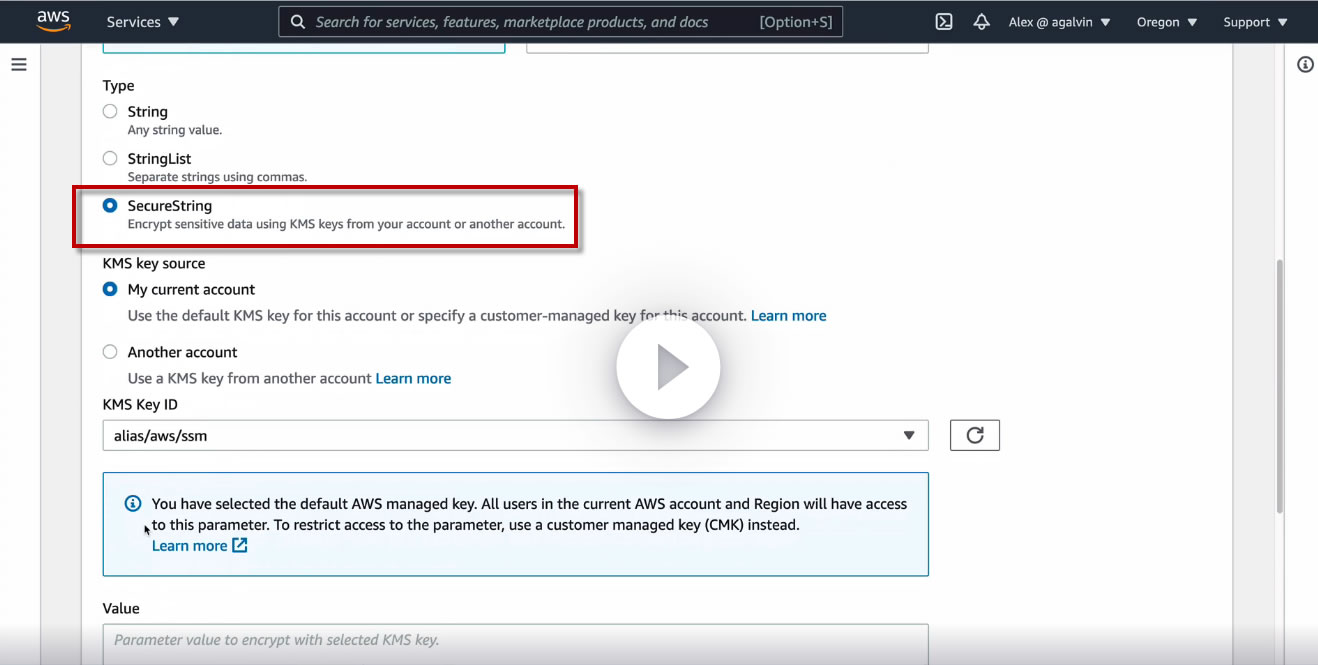 aws
Services ▼
Search for services, features, marketplace products, and docs [Option+S]
Alex @ agalvin ▼
Oregon ▼
Support ▼
Type
String
Any string value.
StringList
Separate strings using commas.
SecureString
Encrypt sensitive data using KMS keys from your account or another account.
KMS key source
My current account
Use the default KMS key for this account or specify a customer-managed key for this account. Learn more
Another account
Use a KMS key from another account Learn more
KMS Key ID
alias/aws/ssm
You have selected the default AWS managed key. All users in the current AWS account and Region will have access
to this parameter. To restrict access to the parameter, use a customer managed key (CMK) instead.
Learn more
Value
Parameter value to encrypt with selected KMS key.